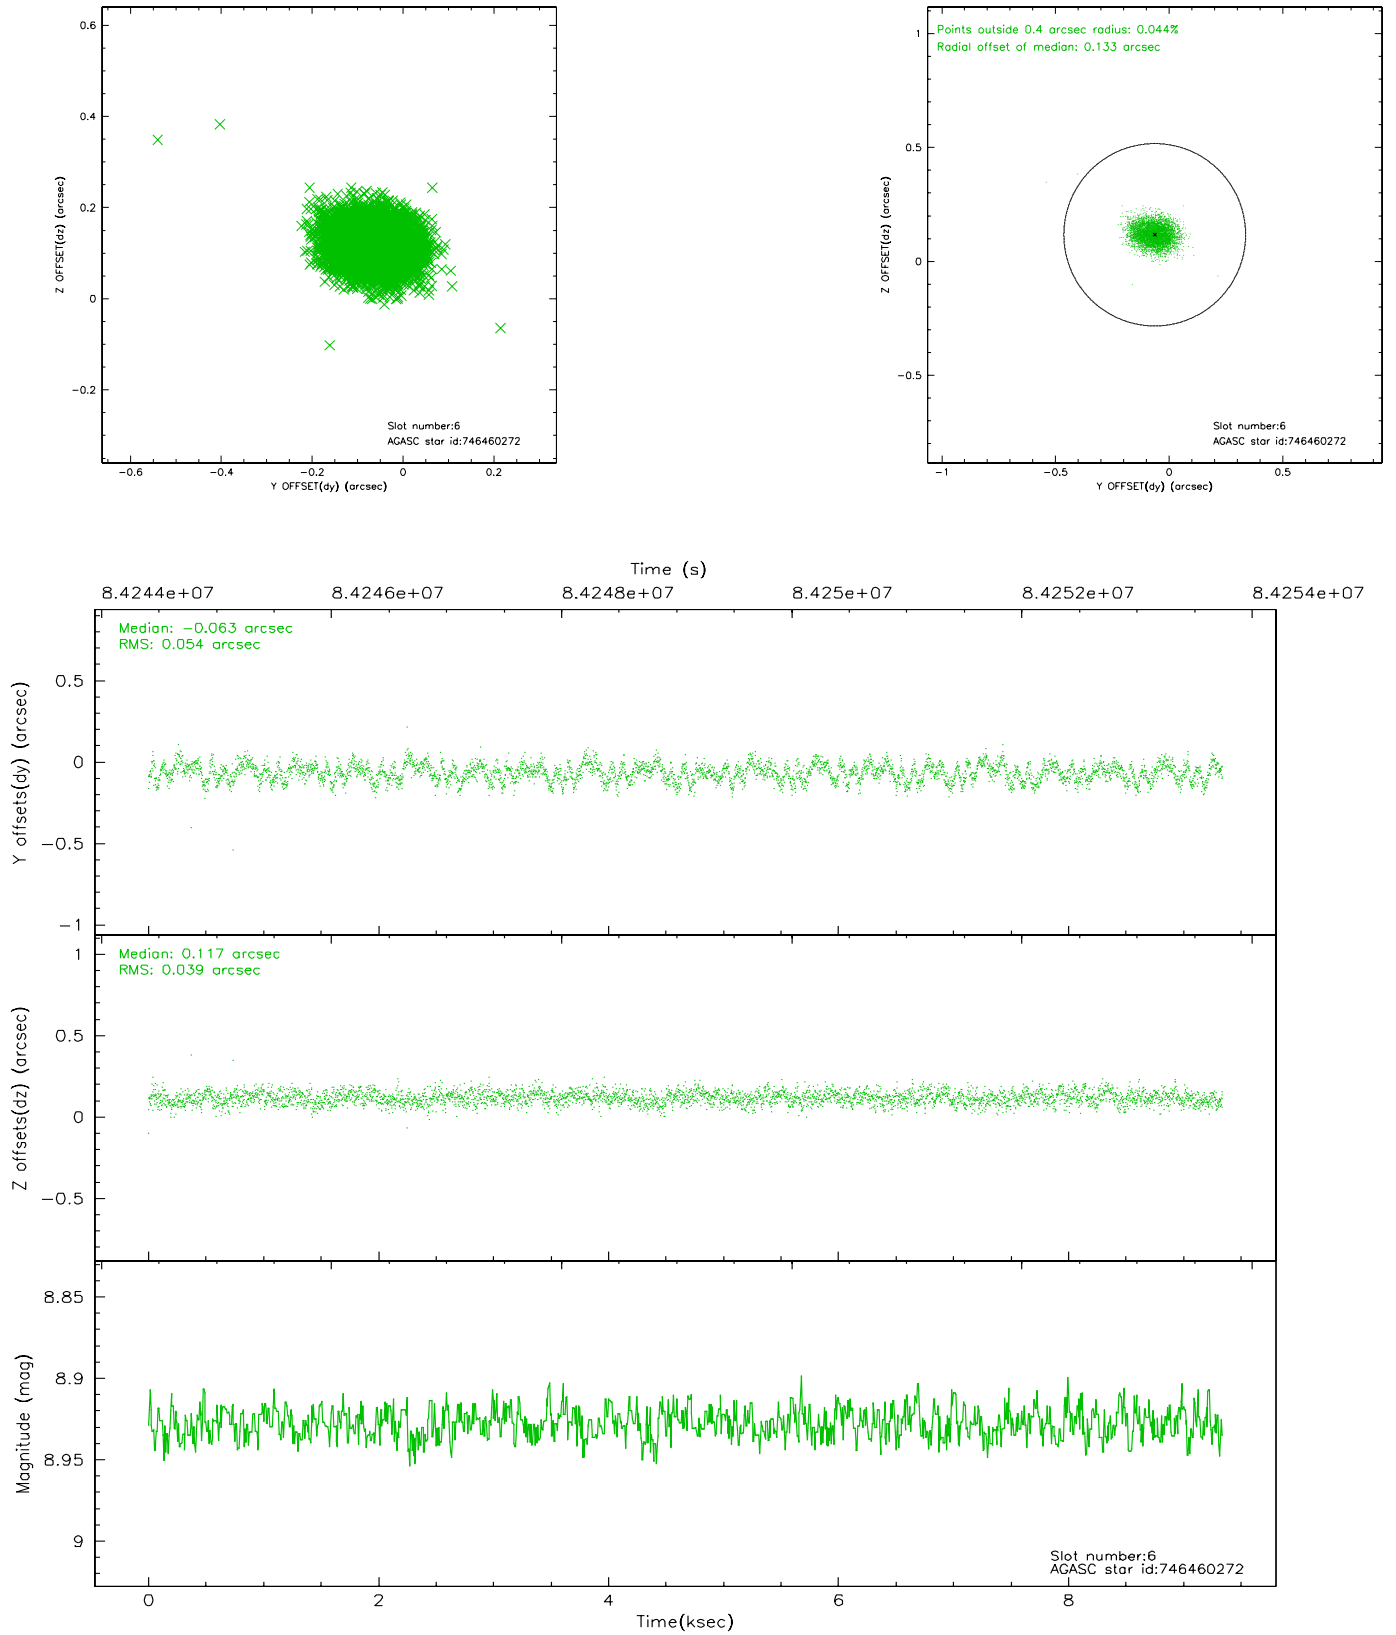 0.6
0.4
0.2
0
−0.2
Z OFFSET(dz) (arcsec)
Slot number:6
AGASC star id:746460272
−0.6 −0.4 −0.2 0 0.2
Y OFFSET(dy) (arcsec)
Points outside 0.4 arcsec radius: 0.044%
Radial offset of median: 0.133 arcsec
1
0.5
0
−0.5
Z OFFSET(dz) (arcsec)
Slot number:6
AGASC star id:746460272
−1 −0.5 0 0.5
Y OFFSET(dy) (arcsec)
Time (s)
8.4244e+07 8.4246e+07 8.4248e+07 8.425e+07 8.4252e+07 8.4254e+07
Median: −0.063 arcsec
RMS: 0.054 arcsec
0.5
0
−0.5
−1
Y offsets(dy) (arcsec)
Median: 0.117 arcsec
RMS: 0.039 arcsec
1
0.5
0
−0.5
Z offsets(dz) (arcsec)
8.85
8.9
8.95
9
Magnitude (mag)
Slot number:6
AGASC star id:746460272
0 2 4 6 8
Time(ksec)